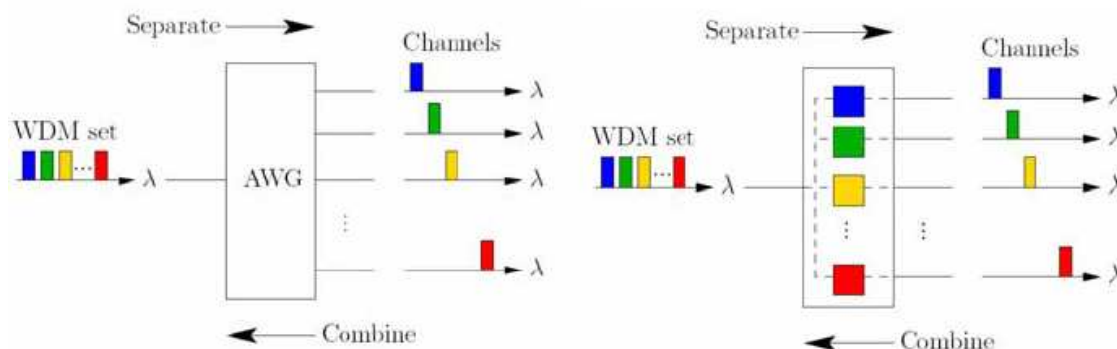 Separate
Channels
λ
WDM set
λ
λ
AWG
λ
λ
Combine
Separate
Channels
λ
WDM set
λ
λ
λ
λ
Combine